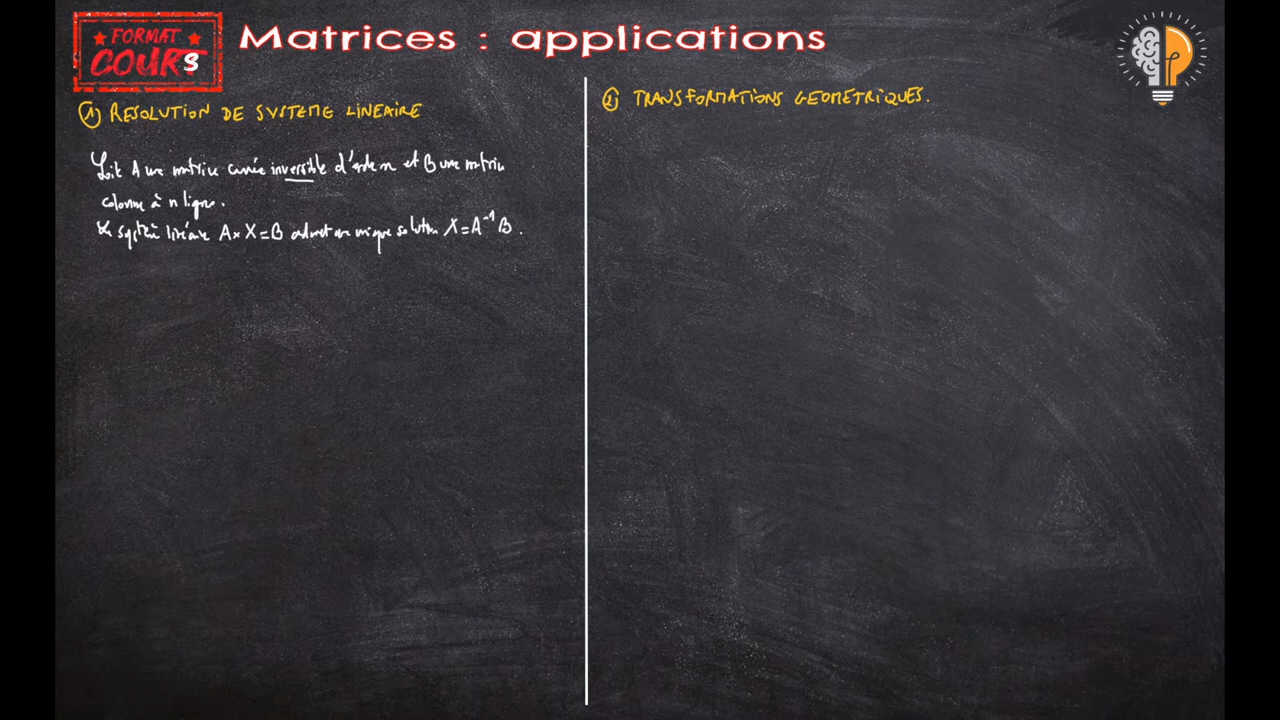 FORMAT
COURS
Matrices : applications
1) RESOLUTION DE SYSTEME LINEAIRE
Soit A une matrice carrée inversible d'ordre n et B une matrice
colonne à n lignes.
Le système linéaire A × X = B admet une unique solution X = A⁻¹ B.
2) TRANSFORMATIONS GEOMETRIQUES.